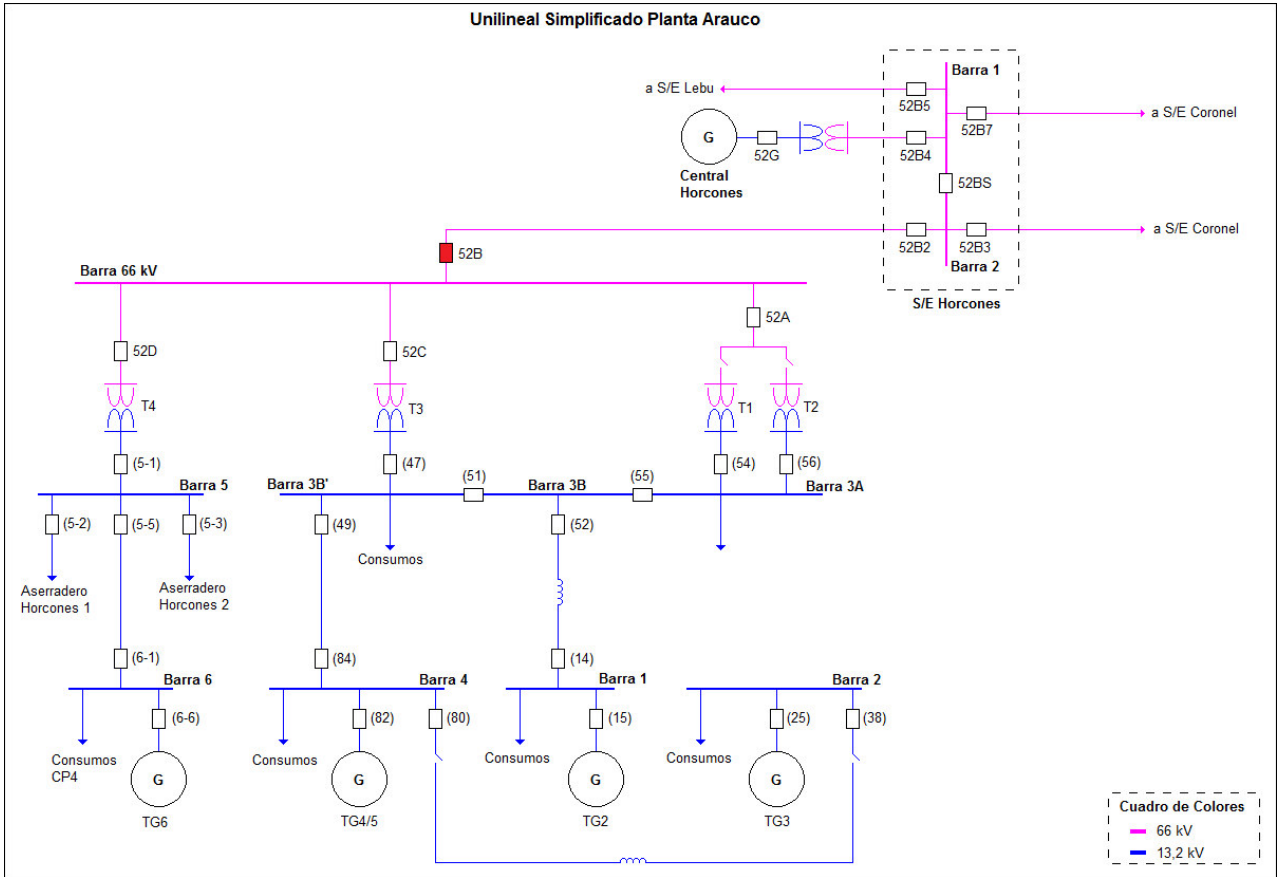 Unilineal Simplificado Planta Arauco
Barra 1
a S/E Lebu
52B5
52B7
a S/E Coronel
G
52G
52B4
Central
Horcones
52BS
52B2
52B3
a S/E Coronel
Barra 2
S/E Horcones
52B
Barra 66 kV
52A
52D
52C
T4
T3
T1
T2
(5-1)
(47)
(54)
(56)
Barra 5
Barra 3B'
(51)
Barra 3B
(55)
Barra 3A
(5-2)
(5-5)
(5-3)
(49)
(52)
Consumos
Aserradero
Horcones 1
Aserradero
Horcones 2
(6-1)
(84)
(14)
Barra 6
Barra 4
Barra 1
Barra 2
(6-6)
(82)
(80)
(15)
(25)
(38)
Consumos
CP4
Consumos
Consumos
Consumos
G
G
G
G
TG6
TG4/5
TG2
TG3
Cuadro de Colores
66 kV
13,2 kV